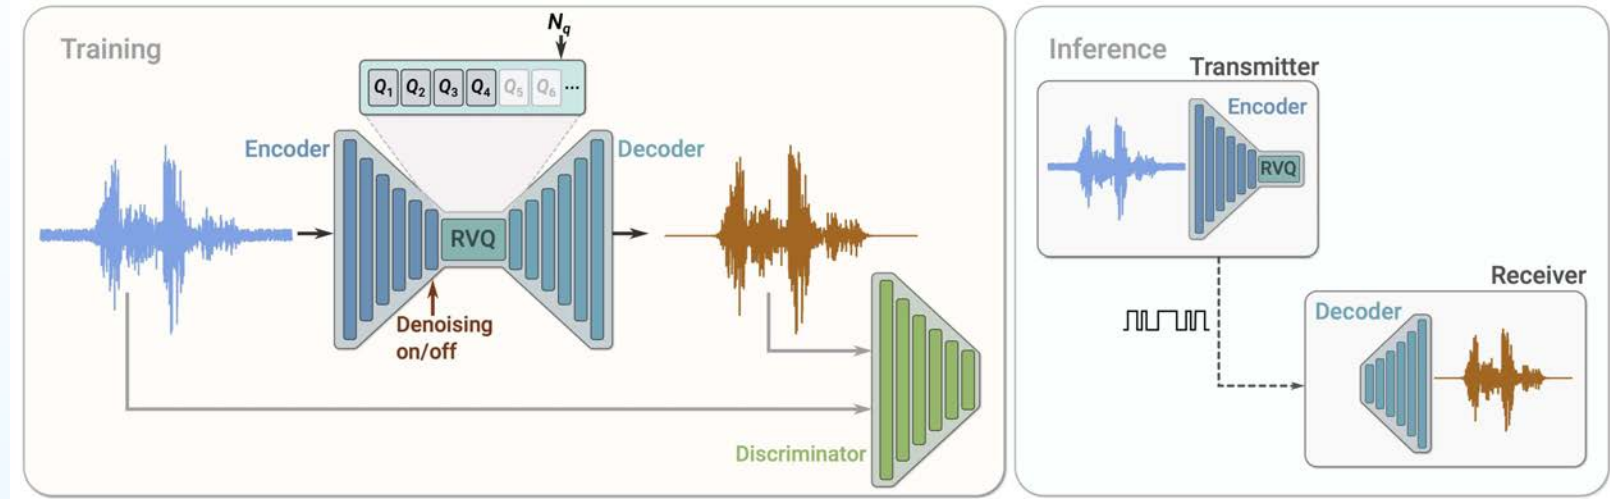 Training
N_q
Q_1 Q_2 Q_3 Q_4 Q_5 Q_6 ...
Encoder
Decoder
RVQ
Denoising
on/off
Discriminator
Inference
Transmitter
Encoder
RVQ
Receiver
Decoder